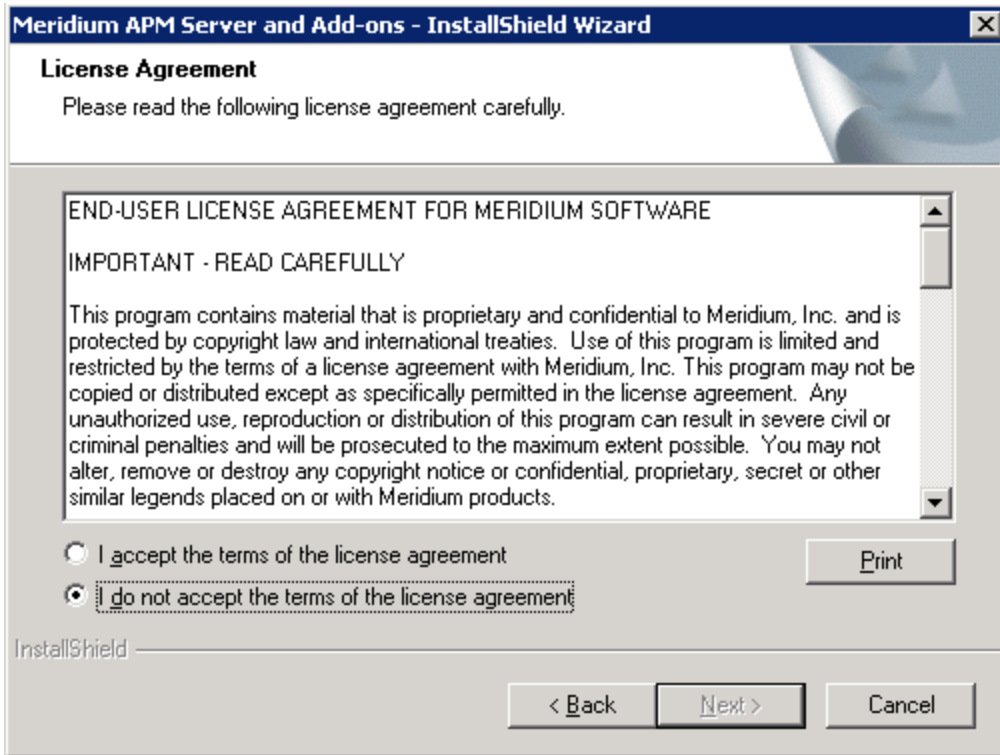 Meridium APM Server and Add-ons - InstallShield Wizard
License Agreement
Please read the following license agreement carefully.
END-USER LICENSE AGREEMENT FOR MERIDIUM SOFTWARE
IMPORTANT - READ CAREFULLY
This program contains material that is proprietary and confidential to Meridium, Inc. and is
protected by copyright law and international treaties.  Use of this program is limited and
restricted by the terms of a license agreement with Meridium, Inc. This program may not be
copied or distributed except as specifically permitted in the license agreement.  Any
unauthorized use, reproduction or distribution of this program can result in severe civil or
criminal penalties and will be prosecuted to the maximum extent possible.  You may not
alter, remove or destroy any copyright notice or confidential, proprietary, secret or other
similar legends placed on or with Meridium products.
I accept the terms of the license agreement
Print
I do not accept the terms of the license agreement
InstallShield
< Back
Next >
Cancel